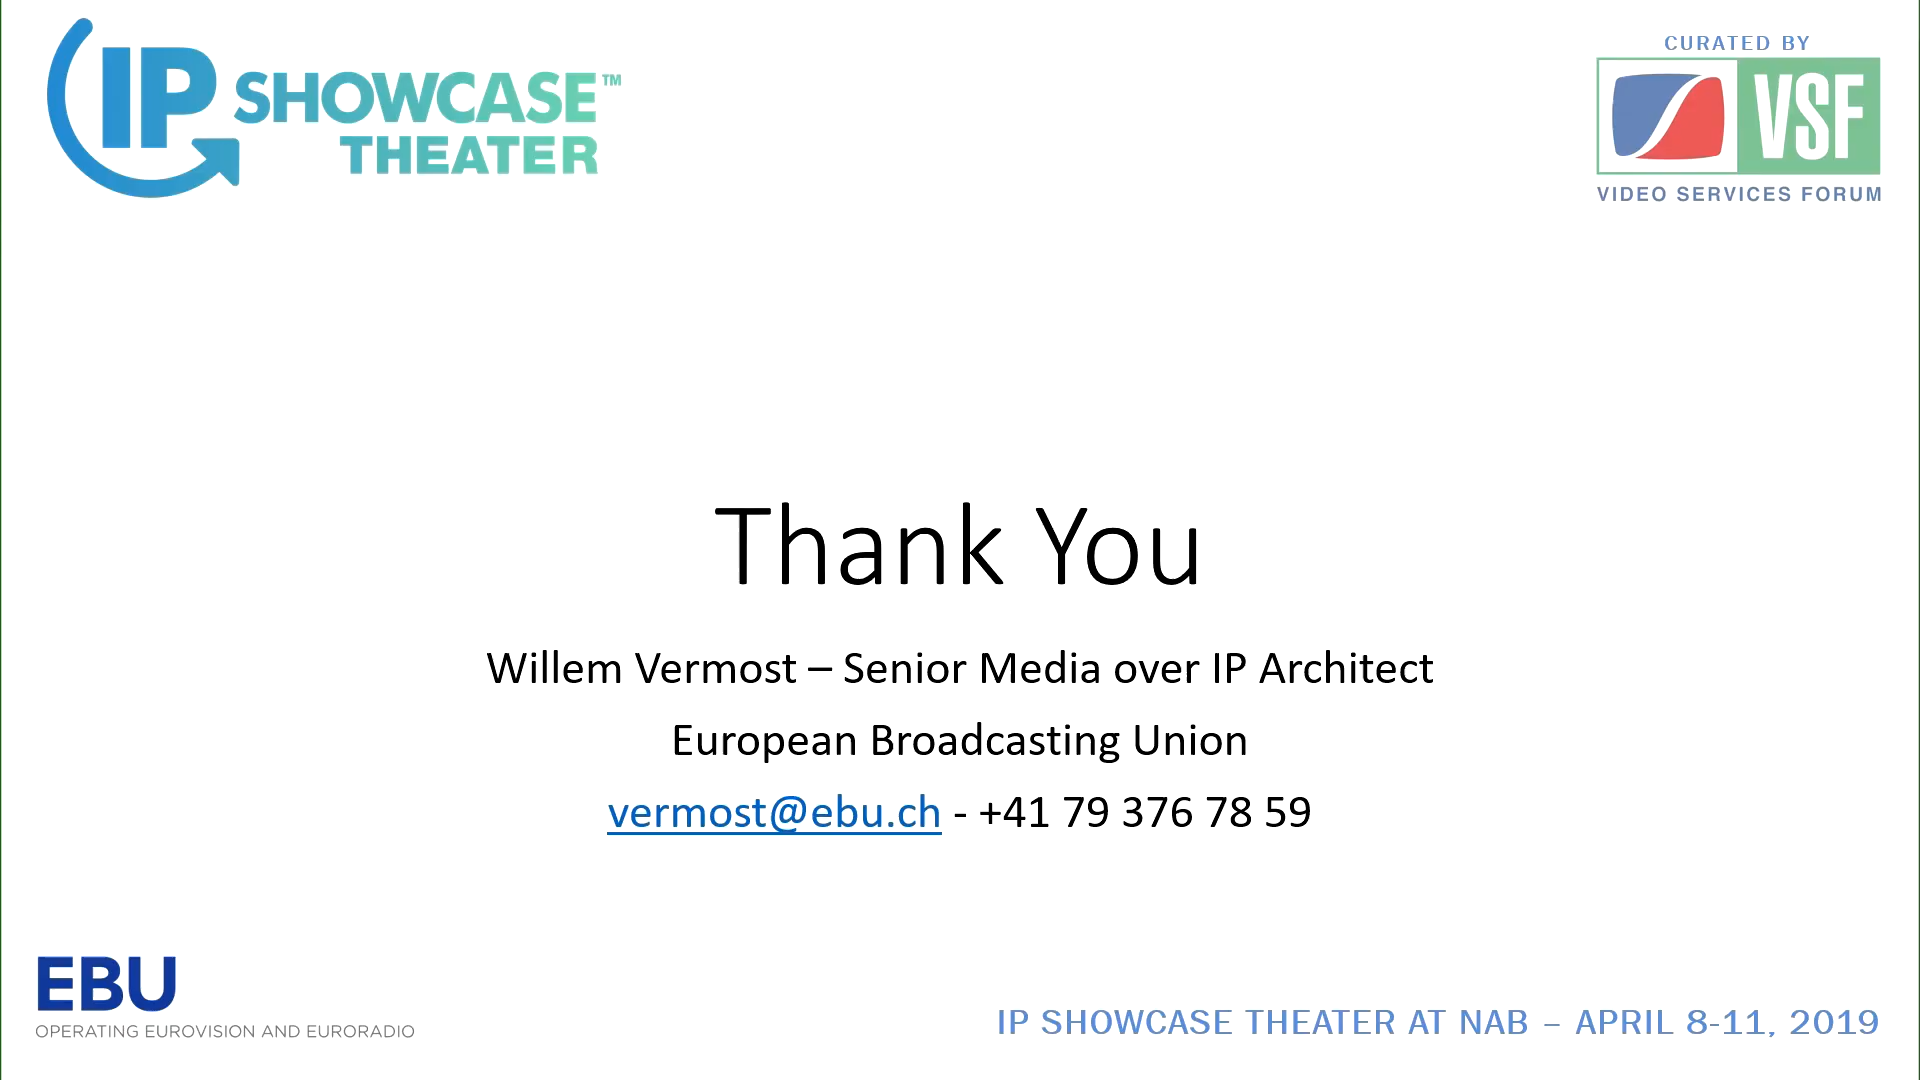 IP SHOWCASE™
THEATER
CURATED BY
VSF
VIDEO SERVICES FORUM
Thank You
Willem Vermost – Senior Media over IP Architect
European Broadcasting Union
vermost@ebu.ch - +41 79 376 78 59
EBU
OPERATING EUROVISION AND EURORADIO
IP SHOWCASE THEATER AT NAB – APRIL 8-11, 2019